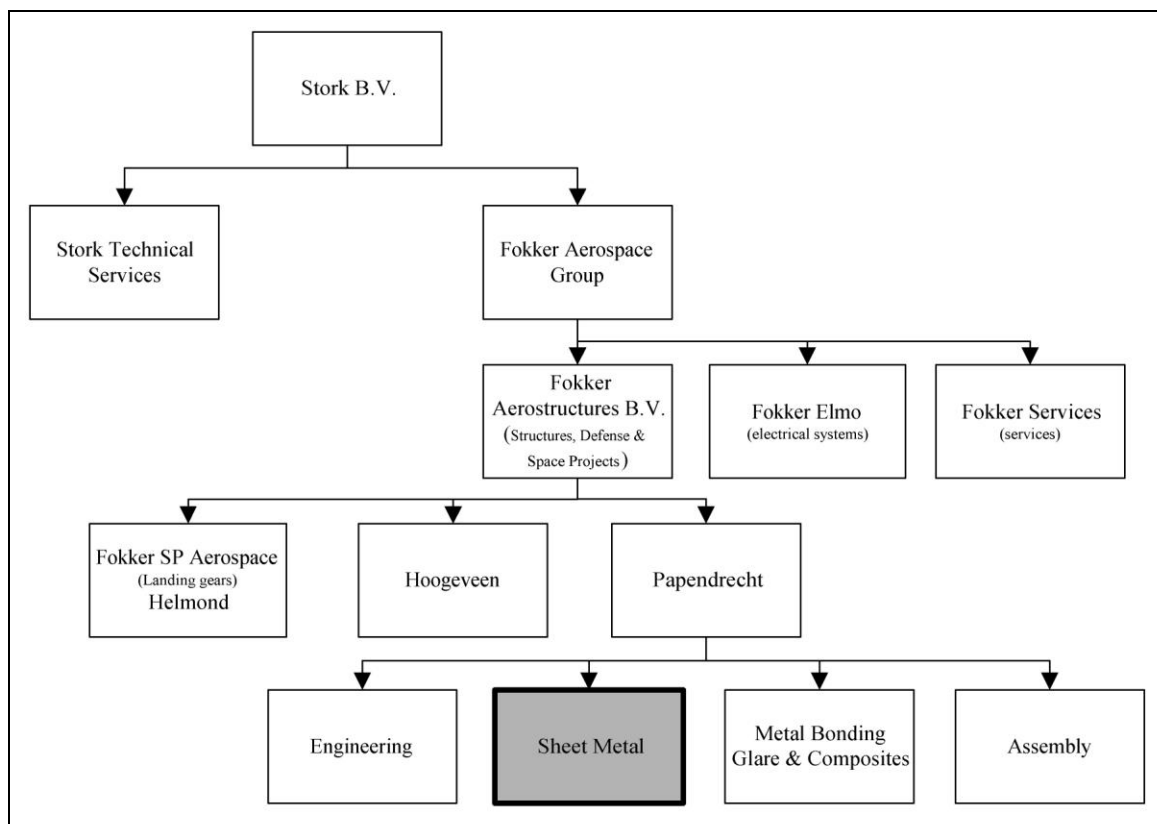 Stork B.V.
Stork Technical
Services
Fokker Aerospace
Group
Fokker
Aerostructures B.V.
(Structures, Defense &
Space Projects )
Fokker Elmo
(electrical systems)
Fokker Services
(services)
Fokker SP Aerospace
(Landing gears)
Helmond
Hoogeveen
Papendrecht
Engineering
Sheet Metal
Metal Bonding
Glare & Composites
Assembly